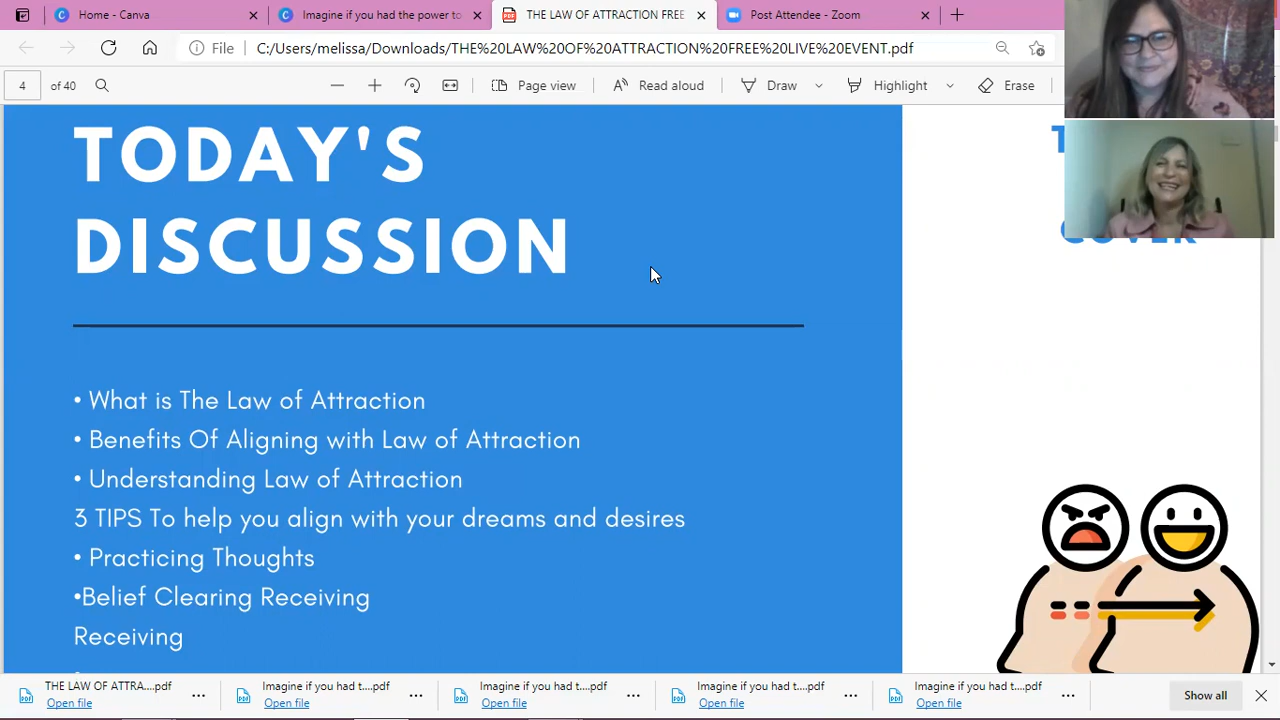 Home - Canva
Imagine if you had the power to
THE LAW OF ATTRACTION FREE
Post Attendee - Zoom
File
C:/Users/melissa/Downloads/THE%20LAW%20OF%20ATTRACTION%20FREE%20LIVE%20EVENT.pdf
4 of 40
Page view
Read aloud
Draw
Highlight
Erase
TODAY'S
DISCUSSION
COVER
• What is The Law of Attraction
• Benefits Of Aligning with Law of Attraction
• Understanding Law of Attraction
3 TIPS To help you align with your dreams and desires
• Practicing Thoughts
•Belief Clearing Receiving
Receiving
THE LAW OF ATTRA....pdf
Open file
Imagine if you had t....pdf
Open file
Imagine if you had t....pdf
Open file
Imagine if you had t....pdf
Open file
Imagine if you had t....pdf
Open file
Show all